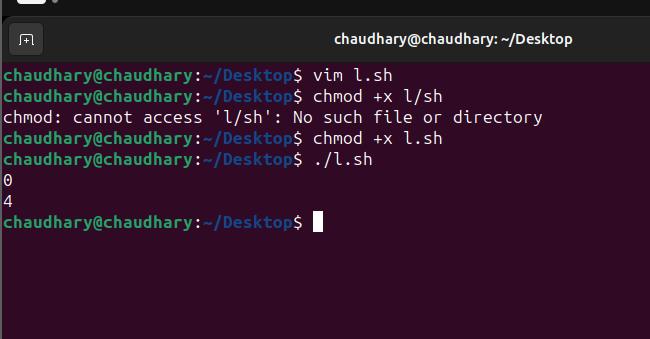 chaudhary@chaudhary: ~/Desktop
chaudhary@chaudhary:~/Desktop$ vim l.sh
chaudhary@chaudhary:~/Desktop$ chmod +x l/sh
chmod: cannot access 'l/sh': No such file or directory
chaudhary@chaudhary:~/Desktop$ chmod +x l.sh
chaudhary@chaudhary:~/Desktop$ ./l.sh
0
4
chaudhary@chaudhary:~/Desktop$